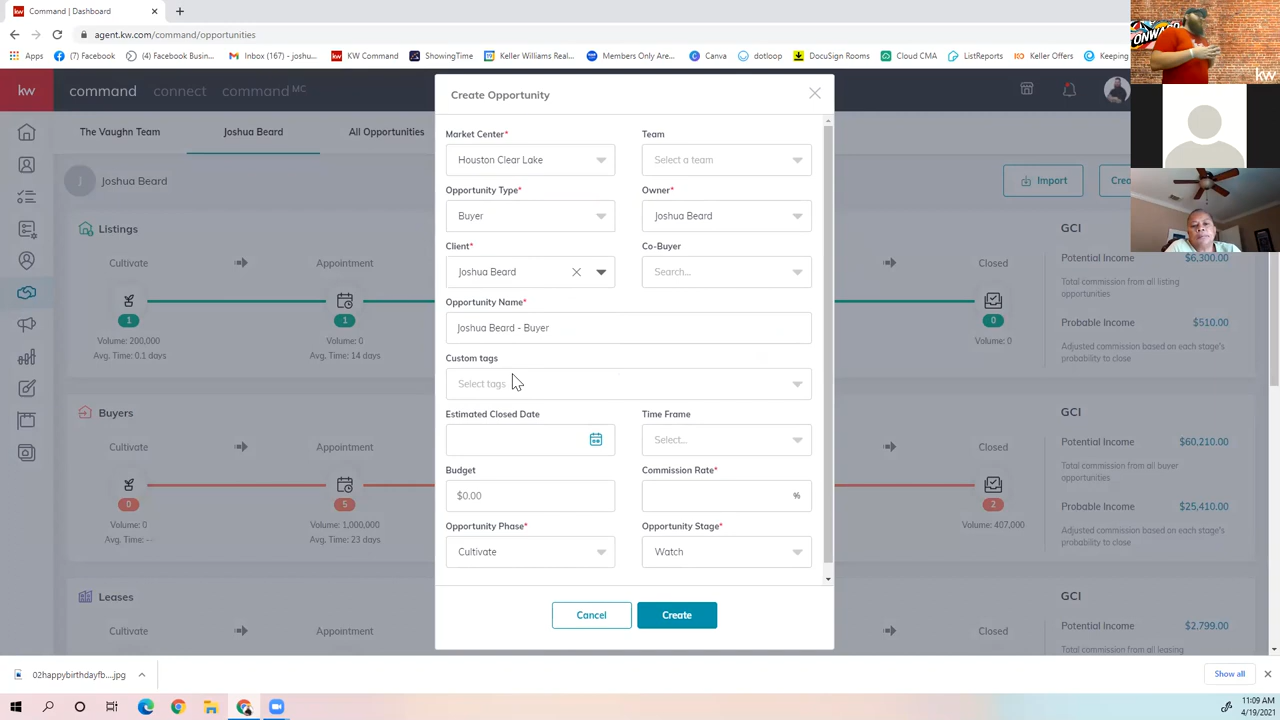 Command | Dashboard
agent.kw.com/command/opportunities
Apps
(7) Facebook
(4) Facebook Busin...
Inbox (167) - joshu...
KW Command
ShowingTime
Members Only Mo...
Canva
dotloop
DocuSign Rooms
Cloud CMA
ListReports
Keller Offers
Keeping
kw
command
connect
command MC
The Vaughn Team
Joshua Beard
All Opportunities
J
Joshua Beard
Import
Listings
Cultivate
Appointment
Closed
1
1
0
Volume: 200,000
Avg. Time: 0.1 days
Volume: 0
Avg. Time: 14 days
Volume: 0
GCI
Potential Income
$6,300.00
Total commission from all listing
opportunities
Probable Income
$510.00
Adjusted commission based on each stage's
probability to close
Buyers
Cultivate
Appointment
Closed
0
5
2
Volume: 0
Avg. Time: --
Volume: 1,000,000
Avg. Time: 23 days
Volume: 407,000
GCI
Potential Income
$60,210.00
Total commission from all buyer
opportunities
Probable Income
$25,410.00
Adjusted commission based on each stage's
probability to close
Leases
Cultivate
Appointment
Closed
GCI
Potential Income
$2,799.00
Create Opportunity
Market Center*
Team
Houston Clear Lake
Select a team
Opportunity Type*
Owner*
Buyer
Joshua Beard
Client*
Co-Buyer
Joshua Beard
Search...
Opportunity Name*
Joshua Beard - Buyer
Custom tags
Select tags
Estimated Closed Date
Time Frame
Select...
Budget
Commission Rate*
$0.00
%
Opportunity Phase*
Opportunity Stage*
Cultivate
Watch
Cancel
Create
ONWARD
kw
02happybirthdayfb....jpg
Show all
11:09 AM
4/19/2021